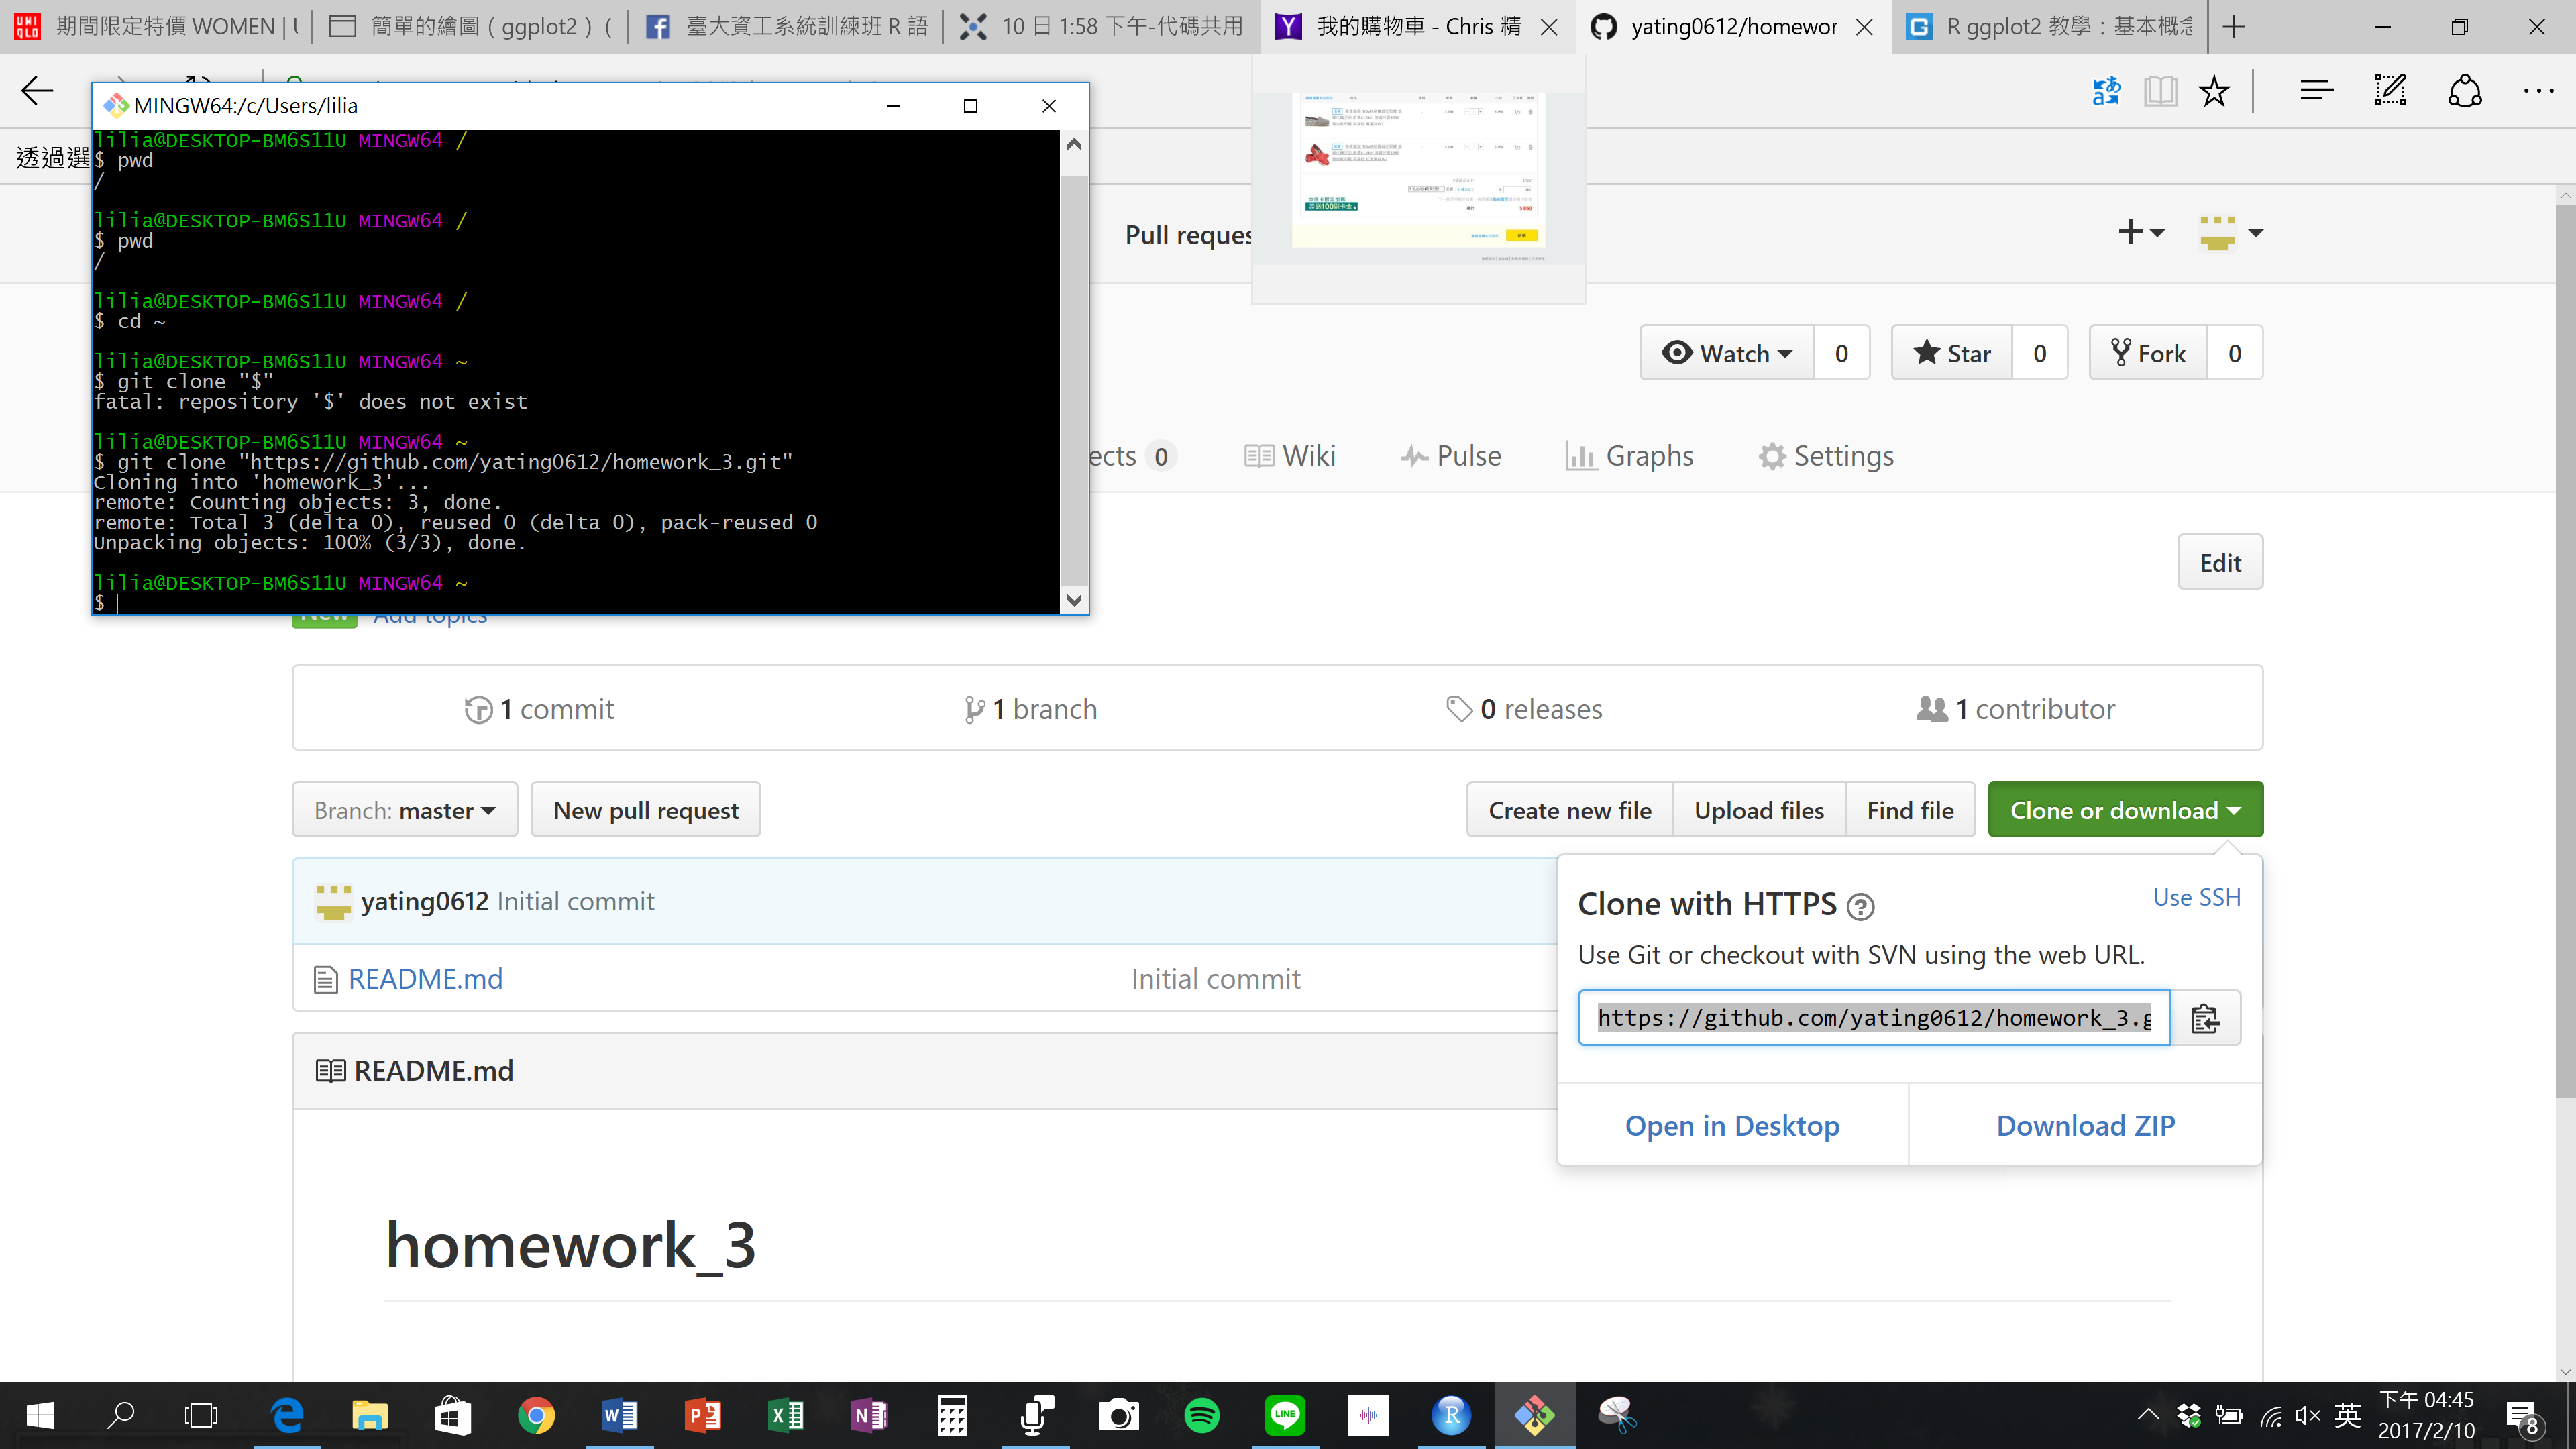 期間限定特價 WOMEN | U
簡單的繪圖（ggplot2）(
臺大資工系統訓練班 R 語
10 日 1:58 下午-代碼共用
我的購物車 - Chris 精
yating0612/homewor
R ggplot2 教學：基本概念
MINGW64:/c/Users/lilia
透過選
lilia@DESKTOP-BM6S11U MINGW64 /
$ pwd
/
lilia@DESKTOP-BM6S11U MINGW64 /
$ pwd
/
lilia@DESKTOP-BM6S11U MINGW64 /
$ cd ~
lilia@DESKTOP-BM6S11U MINGW64 ~
$ git clone "$"
fatal: repository '$' does not exist
lilia@DESKTOP-BM6S11U MINGW64 ~
$ git clone "https://github.com/yating0612/homework_3.git"
Cloning into 'homework_3'...
remote: Counting objects: 3, done.
remote: Total 3 (delta 0), reused 0 (delta 0), pack-reused 0
Unpacking objects: 100% (3/3), done.
lilia@DESKTOP-BM6S11U MINGW64 ~
$
Pull reques
Watch 0 Star 0 Fork 0
ects 0 Wiki Pulse Graphs Settings
Edit
New Add topics
1 commit 1 branch 0 releases 1 contributor
Branch: master New pull request Create new file Upload files Find file Clone or download
yating0612 Initial commit
README.md Initial commit
Clone with HTTPS Use SSH
Use Git or checkout with SVN using the web URL.
https://github.com/yating0612/homework_3.g
Open in Desktop Download ZIP
README.md
homework_3
英
下午 04:45
2017/2/10
8